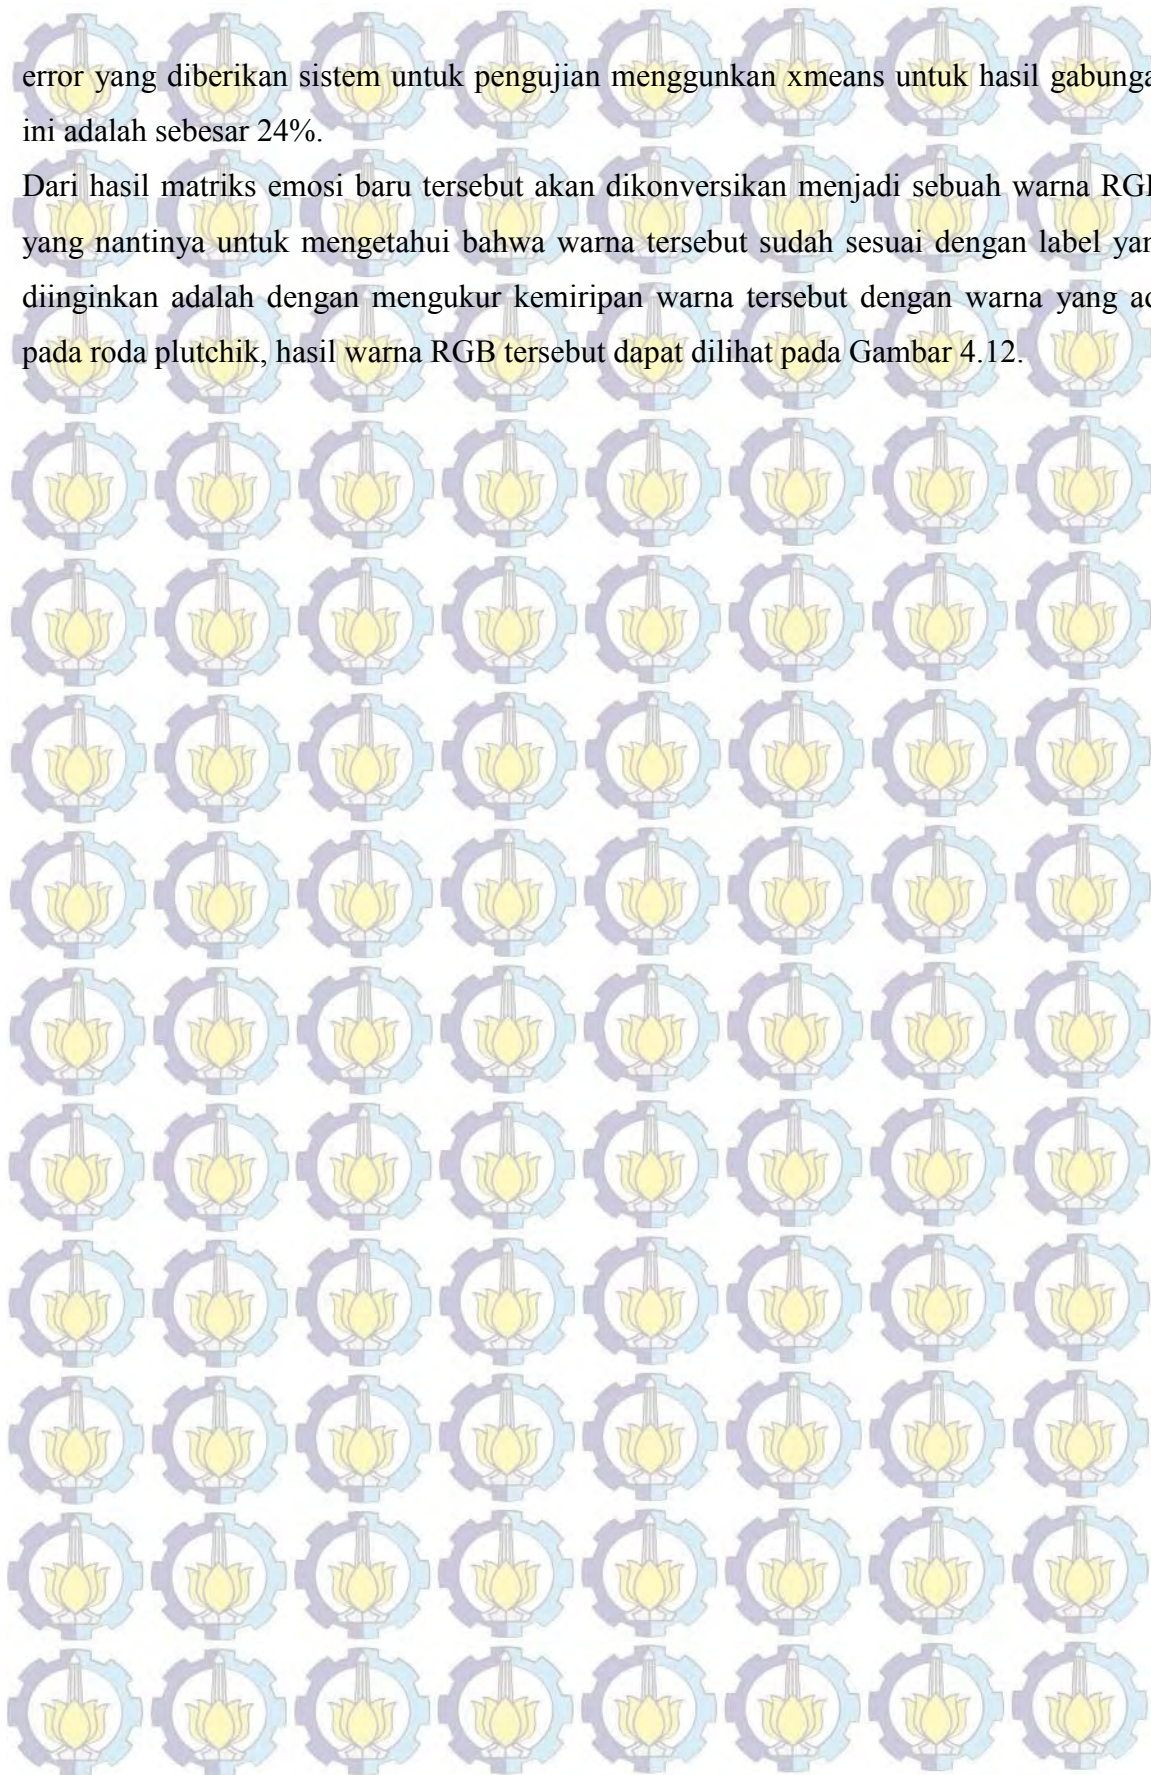 error yang diberikan sistem untuk pengujian menggunkan xmeans untuk hasil gabunga
ini adalah sebesar 24%.
Dari hasil matriks emosi baru tersebut akan dikonversikan menjadi sebuah warna RGB
yang nantinya untuk mengetahui bahwa warna tersebut sudah sesuai dengan label yan
diinginkan adalah dengan mengukur kemiripan warna tersebut dengan warna yang ad
pada roda plutchik, hasil warna RGB tersebut dapat dilihat pada Gambar 4.12.